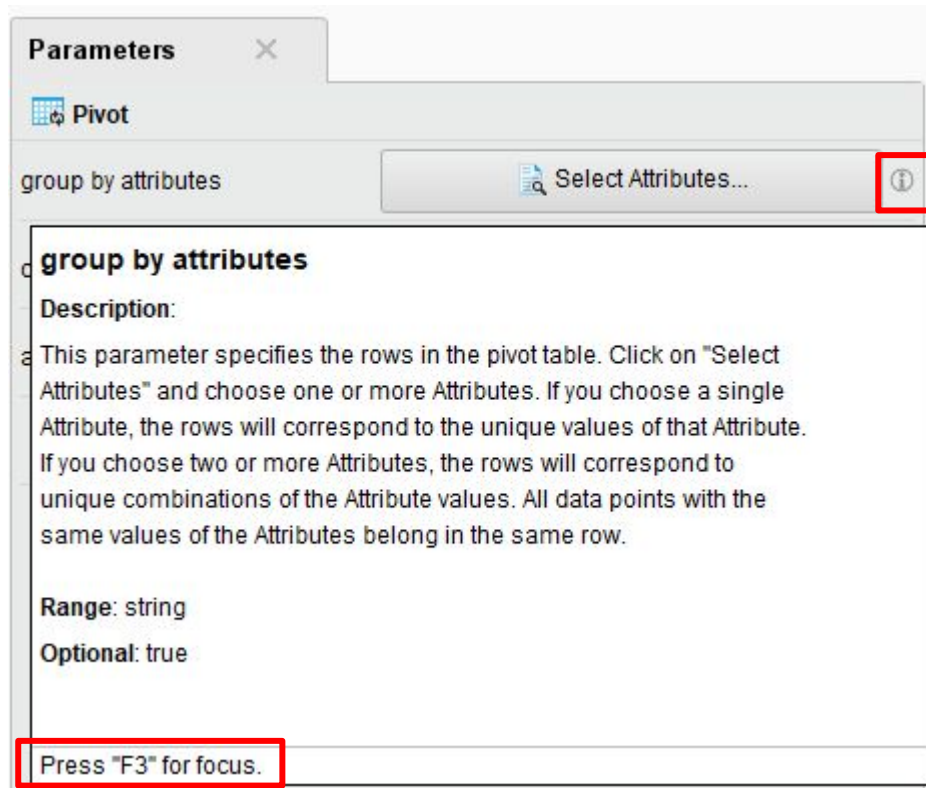 Parameters
Pivot
group by attributes
Select Attributes...
group by attributes
Description:
This parameter specifies the rows in the pivot table. Click on "Select
Attributes" and choose one or more Attributes. If you choose a single
Attribute, the rows will correspond to the unique values of that Attribute.
If you choose two or more Attributes, the rows will correspond to
unique combinations of the Attribute values. All data points with the
same values of the Attributes belong in the same row.
Range: string
Optional: true
Press "F3" for focus.